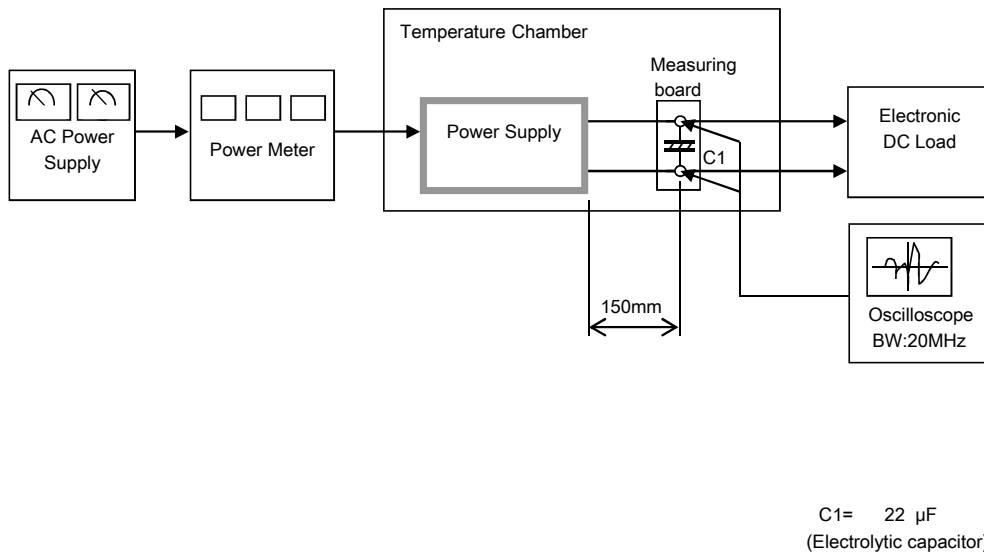 Temperature Chamber
AC Power
Supply
Power Meter
Power Supply
Measuring
board
C1
Electronic
DC Load
150mm
Oscilloscope
BW:20MHz
C1= 22 µF
(Electrolytic capacitor)